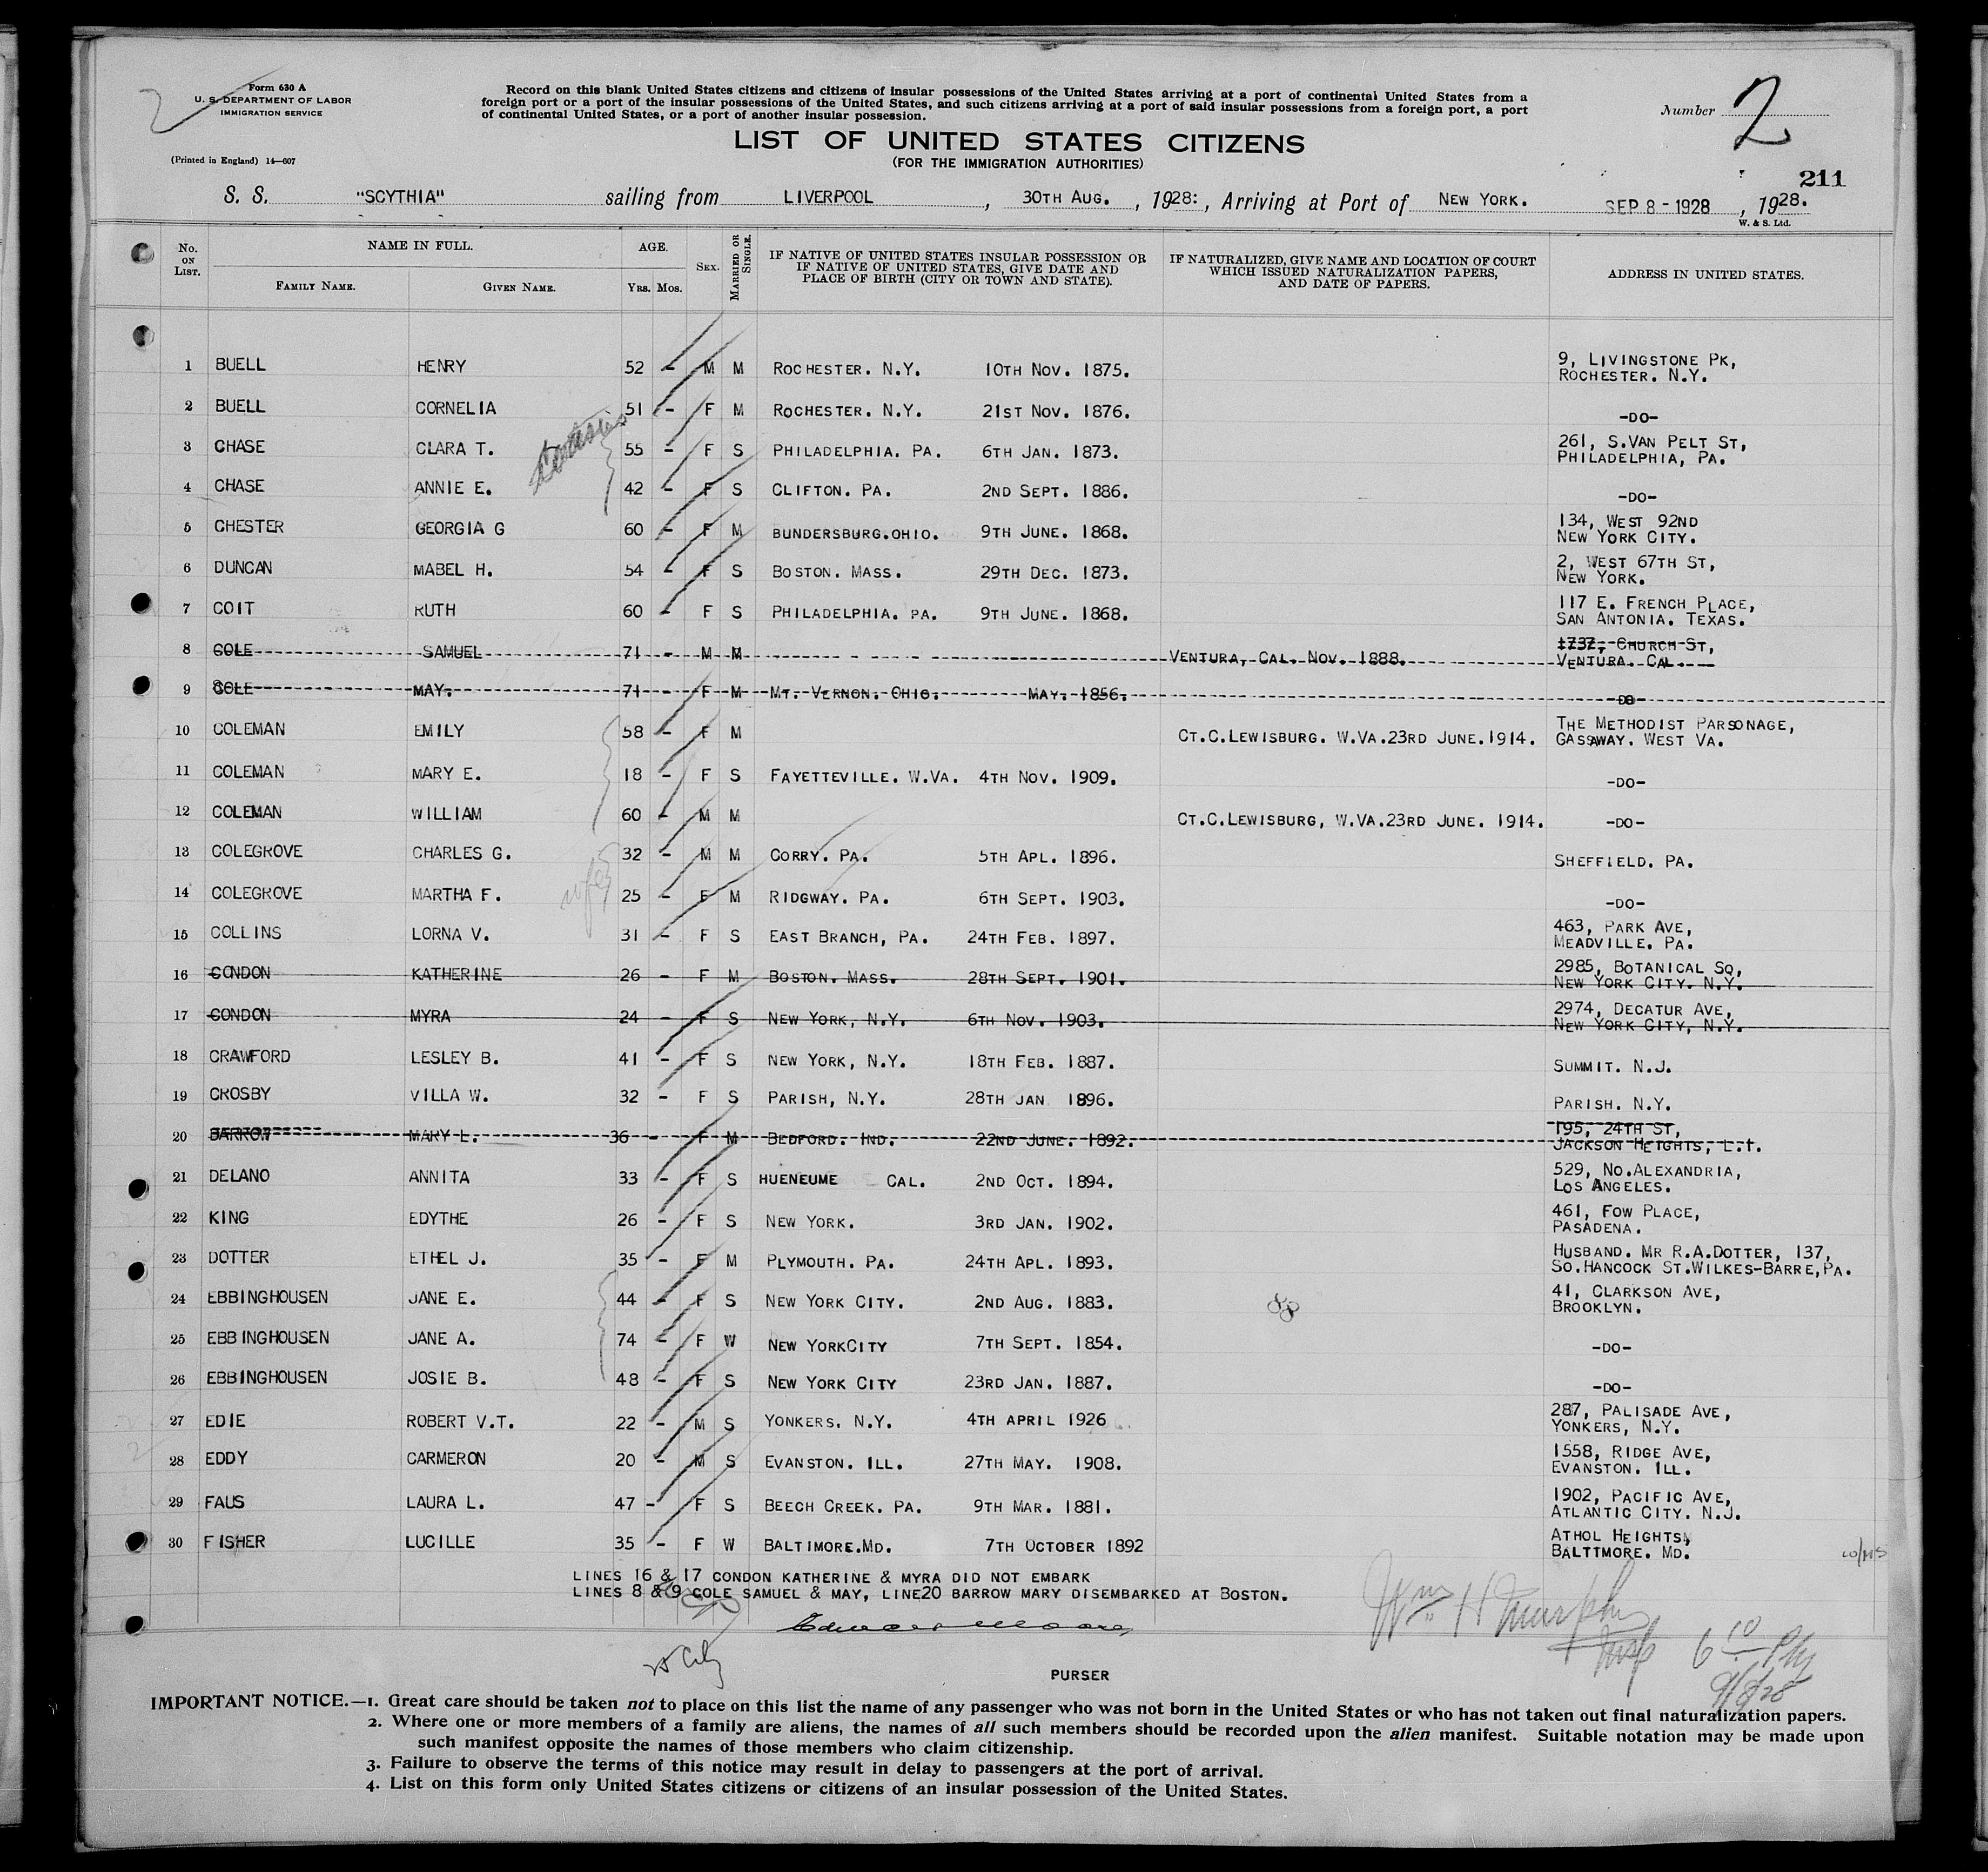 Form 630 A
U. S. DEPARTMENT OF LABOR
IMMIGRATION SERVICE
(Printed in England) 14—607
Record on this blank United States citizens and citizens of insular possessions of the United States arriving at a port of continental United States from a
foreign port or a port of the insular possessions of the United States, and such citizens arriving at a port of said insular possessions from a foreign port, a port
of continental United States, or a port of another insular possession.
Number 2
LIST OF UNITED STATES CITIZENS
(FOR THE IMMIGRATION AUTHORITIES)
211
S. S. "SCYTHIA" sailing from LIVERPOOL, 30TH AUG., 1928:, Arriving at Port of NEW YORK. SEP 8 - 1928, 1928.
W. & S. Ltd.
No. ON LIST. NAME IN FULL. FAMILY NAME. GIVEN NAME. AGE. YRS. MOS. SEX. MARRIED OR SINGLE. IF NATIVE OF UNITED STATES INSULAR POSSESSION OR IF NATIVE OF UNITED STATES, GIVE DATE AND PLACE OF BIRTH (CITY OR TOWN AND STATE). IF NATURALIZED, GIVE NAME AND LOCATION OF COURT WHICH ISSUED NATURALIZATION PAPERS, AND DATE OF PAPERS. ADDRESS IN UNITED STATES.
1 BUELL HENRY 52 - M M ROCHESTER. N.Y. 10TH NOV. 1875. 9, LIVINGSTONE PK, ROCHESTER. N.Y.
2 BUELL CORNELIA 51 - F M ROCHESTER. N.Y. 21ST NOV. 1876. -DO-
3 CHASE CLARA T. 55 - F S PHILADELPHIA. PA. 6TH JAN. 1873. 261, S.VAN PELT ST, PHILADELPHIA, PA.
4 CHASE ANNIE E. 42 - F S CLIFTON. PA. 2ND SEPT. 1886. -DO-
5 CHESTER GEORGIA G 60 - F M BUNDERSBURG.OHIO. 9TH JUNE. 1868. 134, WEST 92ND NEW YORK CITY.
6 DUNCAN MABEL H. 54 - F S BOSTON. MASS. 29TH DEC. 1873. 2, WEST 67TH ST, NEW YORK.
7 COIT RUTH 60 - F S PHILADELPHIA. PA. 9TH JUNE. 1868. 117 E. FRENCH PLACE, SAN ANTONIA. TEXAS.
8 COLE SAMUEL 71 - M M VENTURA, CAL. NOV. 1888. 1737, CHURCH ST, VENTURA. CAL.
9 COLE MAY. 71 - F M MT. VERNON. OHIO. MAY. 1856. -DO-
10 COLEMAN EMILY 58 - F M CT.C.LEWISBURG. W.VA.23RD JUNE.1914. THE METHODIST PARSONAGE, GASSAWAY. WEST VA.
11 COLEMAN MARY E. 18 - F S FAYETTEVILLE. W.VA. 4TH NOV. 1909. -DO-
12 COLEMAN WILLIAM 60 - M M CT.C.LEWISBURG, W.VA.23RD JUNE. 1914. -DO-
13 COLEGROVE CHARLES G. 32 - M M CORRY. PA. 5TH APL. 1896. SHEFFIELD. PA.
14 COLEGROVE MARTHA F. 25 - F M RIDGWAY. PA. 6TH SEPT. 1903. -DO-
15 COLLINS LORNA V. 31 - F S EAST BRANCH, PA. 24TH FEB. 1897. 463, PARK AVE, MEADVILLE. PA.
16 CONDON KATHERINE 26 - F M BOSTON. MASS. 28TH SEPT. 1901. 2985, BOTANICAL SQ, NEW YORK CITY. N.Y.
17 CONDON MYRA 24 - F S NEW YORK, N.Y. 6TH NOV. 1903. 2974, DECATUR AVE, NEW YORK CITY, N.Y.
18 CRAWFORD LESLEY B. 41 - F S NEW YORK, N.Y. 18TH FEB. 1887. SUMMIT. N.J.
19 CROSBY VILLA W. 32 - F S PARISH, N.Y. 28TH JAN 1896. PARISH. N.Y.
20 BARROW MARY L. 36 - F M BEDFORD. IND. 22ND JUNE. 1892. 195, 24TH ST, JACKSON HEIGHTS, L.I.
21 DELANO ANNITA 33 - F S HUENEUME CAL. 2ND OCT. 1894. 529, NO.ALEXANDRIA, LOS ANGELES.
22 KING EDYTHE 26 - F S NEW YORK. 3RD JAN. 1902. 461, FOW PLACE, PASADENA.
23 DOTTER ETHEL J. 35 - F M PLYMOUTH. PA. 24TH APL. 1893. HUSBAND. MR R.A.DOTTER, 137, SO.HANCOCK ST.WILKES-BARRE,PA.
24 EBBINGHOUSEN JANE E. 44 - F S NEW YORK CITY. 2ND AUG. 1883. 41, CLARKSON AVE, BROOKLYN.
25 EBBINGHOUSEN JANE A. 74 - F W NEW YORKCITY 7TH SEPT. 1854. -DO-
26 EBBINGHOUSEN JOSIE B. 48 - F S NEW YORK CITY 23RD JAN. 1887. -DO-
27 EDIE ROBERT V.T. 22 - M S YONKERS. N.Y. 4TH APRIL 1926 287, PALISADE AVE, YONKERS, N.Y.
28 EDDY CARMERON 20 - M S EVANSTON. ILL. 27TH MAY. 1908. 1558, RIDGE AVE, EVANSTON. ILL.
29 FAUS LAURA L. 47 - F S BEECH CREEK. PA. 9TH MAR. 1881. 1902, PACIFIC AVE, ATLANTIC CITY. N.J.
30 FISHER LUCILLE 35 - F W BALTIMORE.MD. 7TH OCTOBER 1892 ATHOL HEIGHTS, BALTTMORE. MD.
LINES 16 & 17 CONDON KATHERINE & MYRA DID NOT EMBARK
LINES 8 & 9 COLE SAMUEL & MAY, LINE20 BARROW MARY DISEMBARKED AT BOSTON.
Wm H Murphy
Insp 6 10 PM
9/8/28
PURSER
IMPORTANT NOTICE.—1. Great care should be taken not to place on this list the name of any passenger who was not born in the United States or who has not taken out final naturalization papers.
2. Where one or more members of a family are aliens, the names of all such members should be recorded upon the alien manifest. Suitable notation may be made upon
such manifest opposite the names of those members who claim citizenship.
3. Failure to observe the terms of this notice may result in delay to passengers at the port of arrival.
4. List on this form only United States citizens or citizens of an insular possession of the United States.